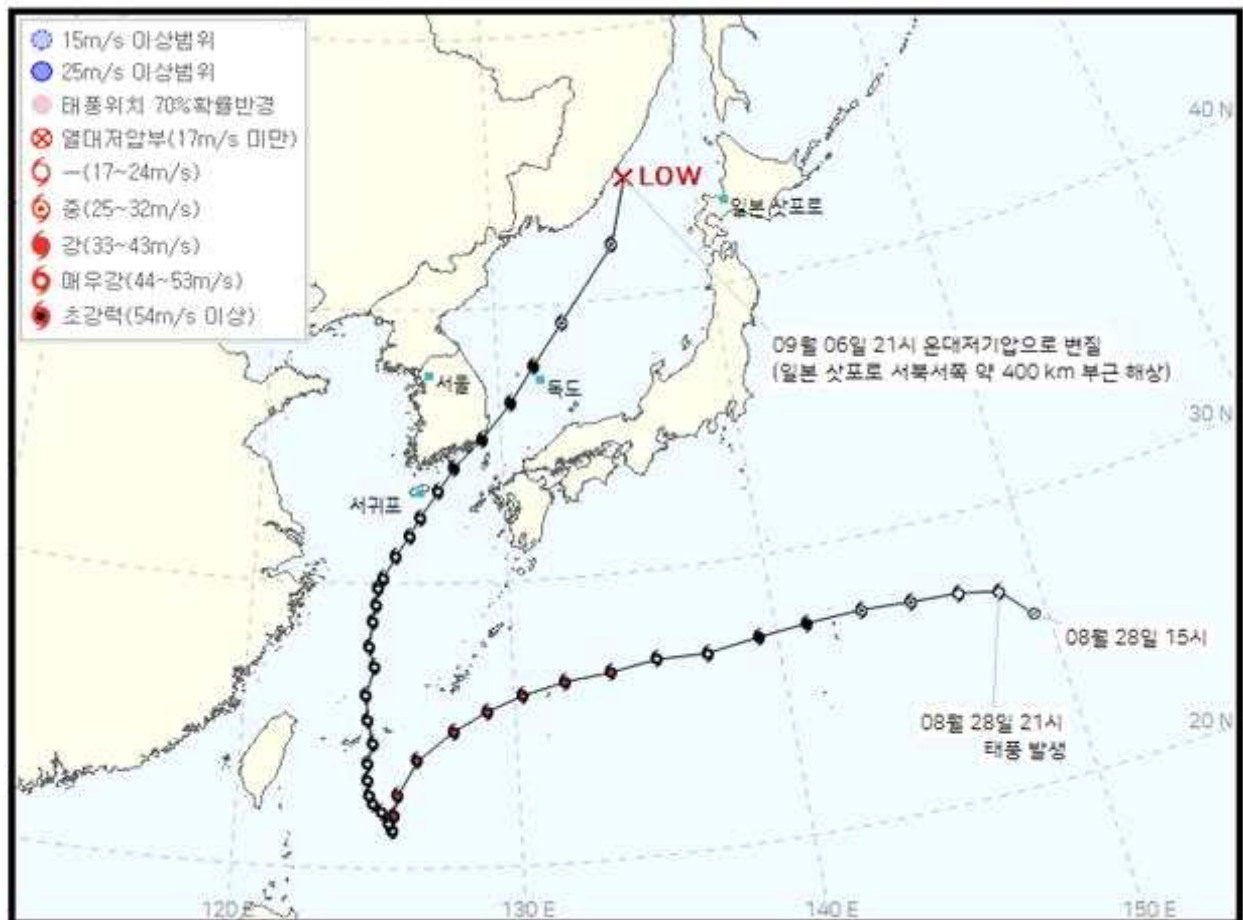 15m/s 이상범위
25m/s 이상범위
태풍위치 70%확률반경
열대저압부(17m/s 미만)
―(17~24m/s)
중(25~32m/s)
강(33~43m/s)
매우강(44~53m/s)
초강력(54m/s 이상)
40 N
LOW
일본 삿포로
09월 06일 21시 온대저기압으로 변질
(일본 삿포로 서북서쪽 약 400 km 부근 해상)
서울
독도
30 N
서귀포
08월 28일 15시
08월 28일 21시
태풍 발생
20 N
120 E
130 E
140 E
150 E